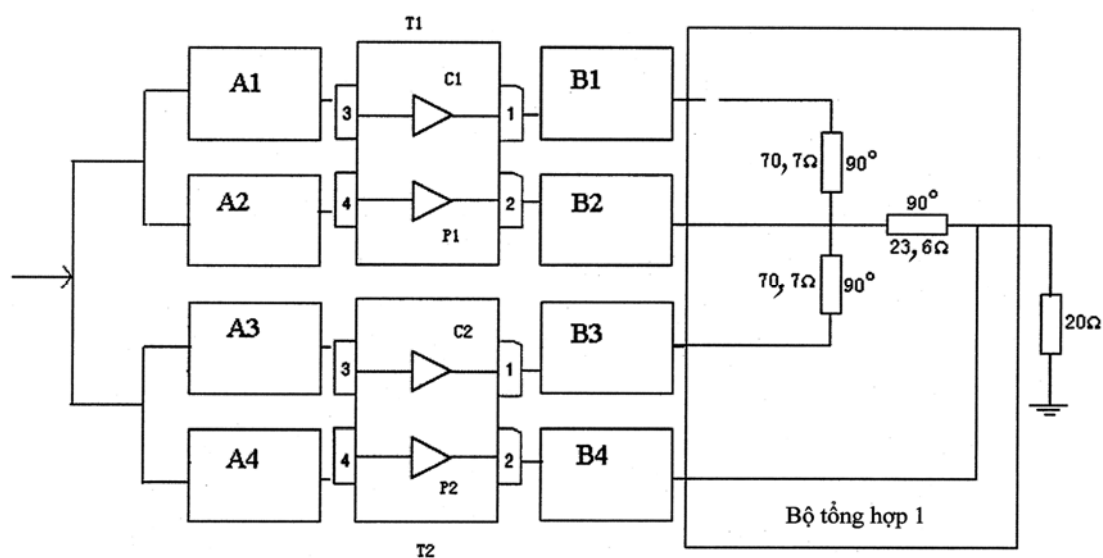 T1
A1
3
C1
1
B1
70,7Ω
90°
A2
4
P1
2
B2
90°
23,6Ω
70,7Ω
90°
20Ω
A3
3
C2
1
B3
A4
4
P2
2
B4
Bộ tổng hợp 1
T2